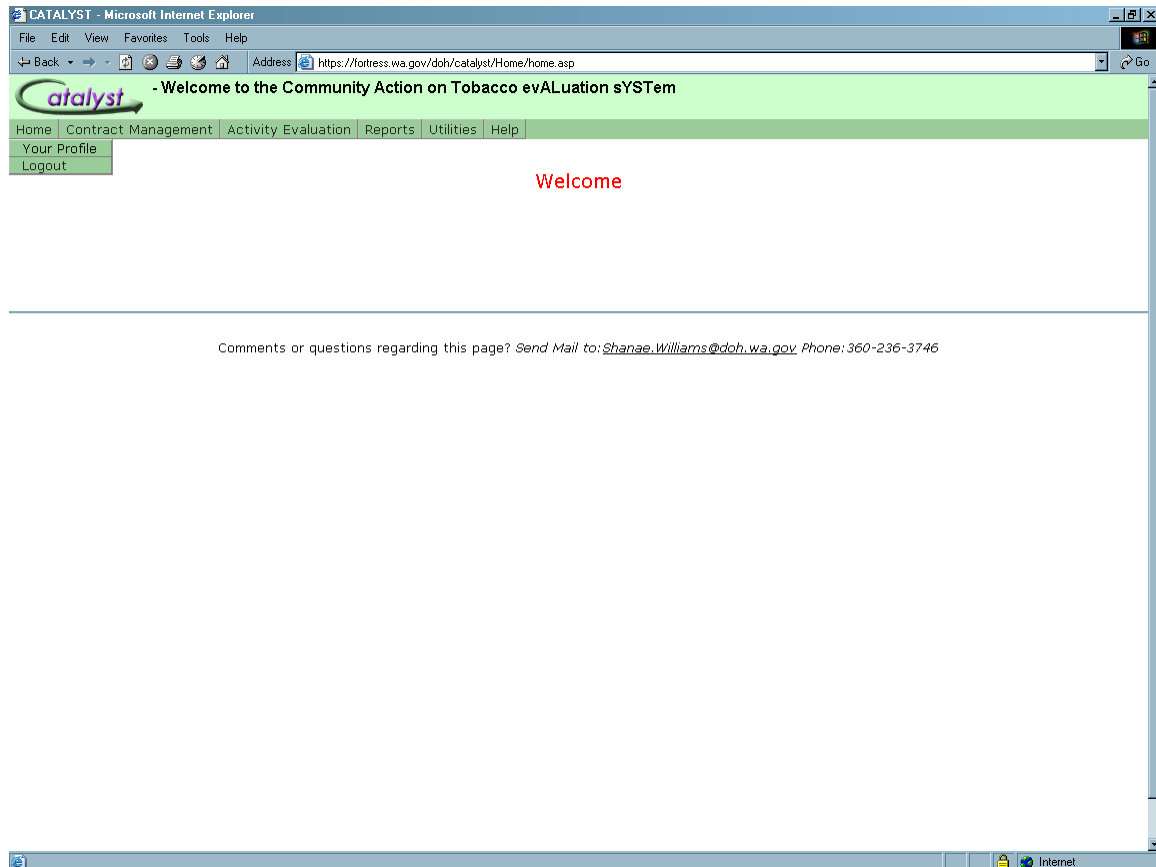 CATALYST - Microsoft Internet Explorer
File Edit View Favorites Tools Help
Back Address https://fortress.wa.gov/doh/catalyst/Home/home.asp Go
Catalyst - Welcome to the Community Action on Tobacco evALuation sYSTem
Home Contract Management Activity Evaluation Reports Utilities Help
Your Profile
Logout
Welcome
Comments or questions regarding this page? Send Mail to:Shanae.Williams@doh.wa.gov Phone:360-236-3746
Internet